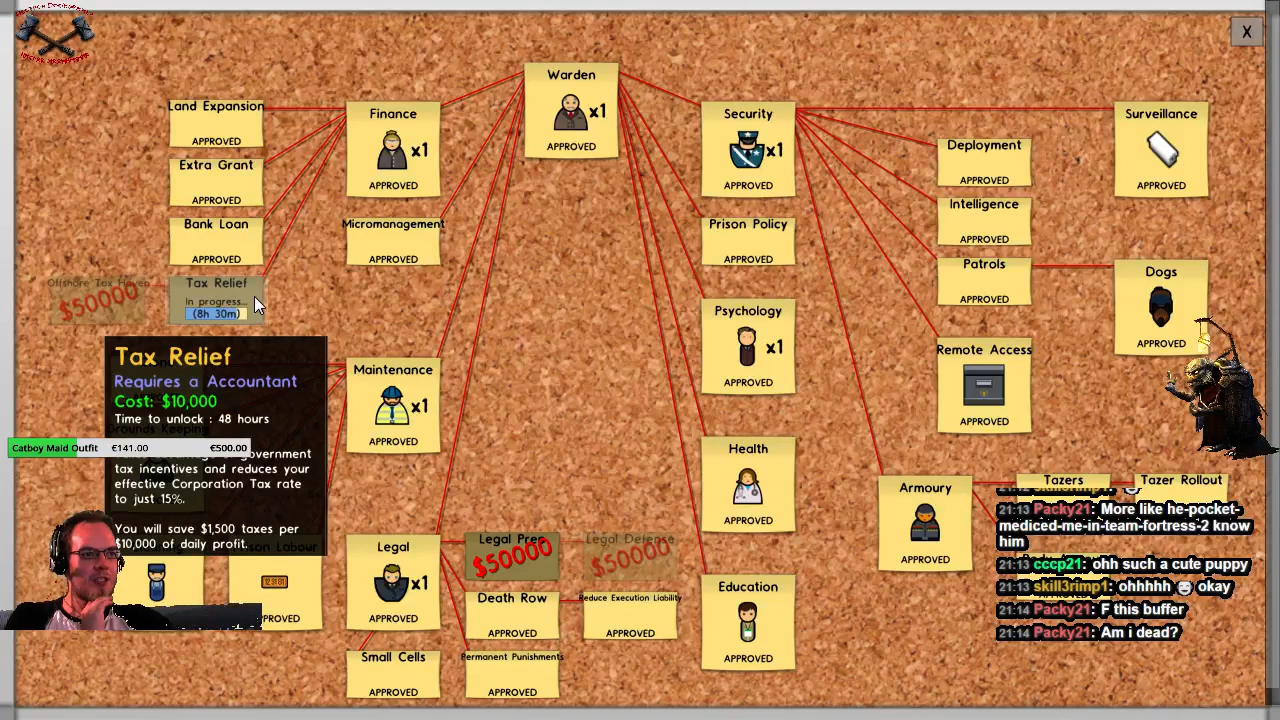 X
Warden
x1
APPROVED
Land Expansion
APPROVED
Finance
x1
APPROVED
Security
x1
APPROVED
Surveillance
APPROVED
Deployment
APPROVED
Extra Grant
APPROVED
Intelligence
APPROVED
Bank Loan
APPROVED
Micromanagement
APPROVED
Prison Policy
APPROVED
Patrols
APPROVED
Dogs
APPROVED
Offshore Tax Haven
$50000
Tax Relief
In progress...
(8h 30m)
Psychology
x1
APPROVED
Remote Access
APPROVED
Tax Relief
Requires a Accountant
Cost: $10,000
Time to unlock : 48 hours
Catboy Maid Outfit €141.00 €500.00
government
tax incentives and reduces your
effective Corporation Tax rate
to just 15%.
You will save $1,500 taxes per
$10,000 of daily profit.
Maintenance
x1
APPROVED
Health
APPROVED
Armoury
APPROVED
Tazers
Tazer Rollout
Legal
x1
APPROVED
Legal Prep
$50000
Legal Defense
$50000
Labour
Death Row
APPROVED
Reduce Execution Liability
APPROVED
Education
APPROVED
Small Cells
APPROVED
Permanent Punishments
APPROVED
21:12 skill3rimp1:
21:13 Packy21: More like he-pocket-
mediced-me-in-team-fortress-2 know
him
21:13 cccp21: ohh such a cute puppy
21:13 skill3rimp1: ohhhhh okay
21:14 Packy21: F this buffer
21:14 Packy21: Am i dead?